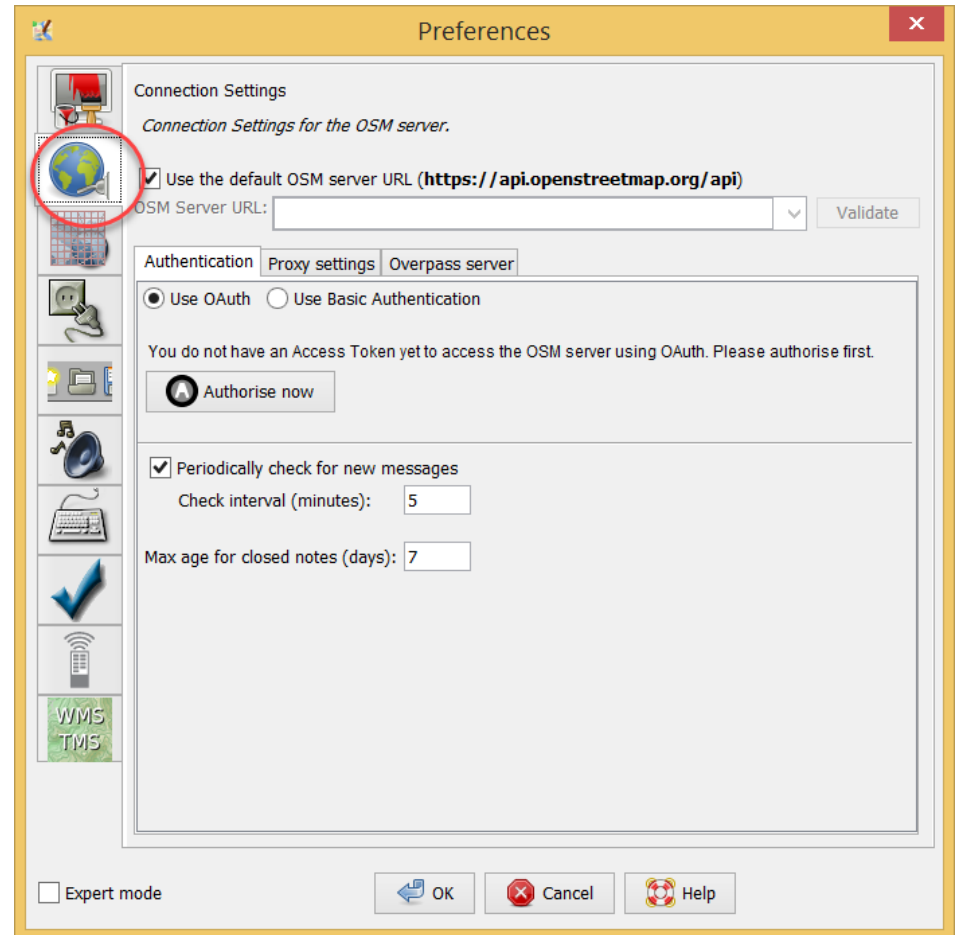 Preferences
Connection Settings
Connection Settings for the OSM server.
Use the default OSM server URL (https://api.openstreetmap.org/api)
OSM Server URL:
Validate
Authentication Proxy settings Overpass server
Use OAuth Use Basic Authentication
You do not have an Access Token yet to access the OSM server using OAuth. Please authorise first.
A Authorise now
Periodically check for new messages
Check interval (minutes): 5
Max age for closed notes (days): 7
WMS
TMS
Expert mode OK Cancel Help